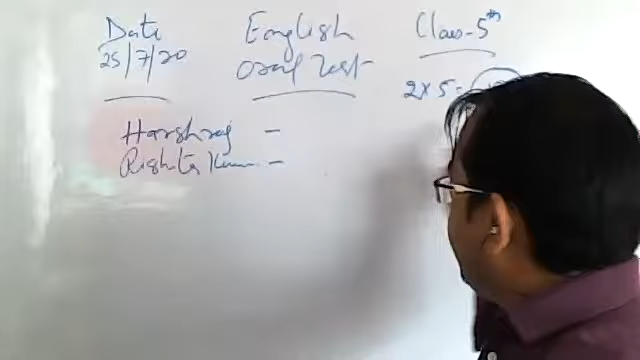 Date
25/7/20
English
Oral Test
Class-5th
2x5=
Harshraj -